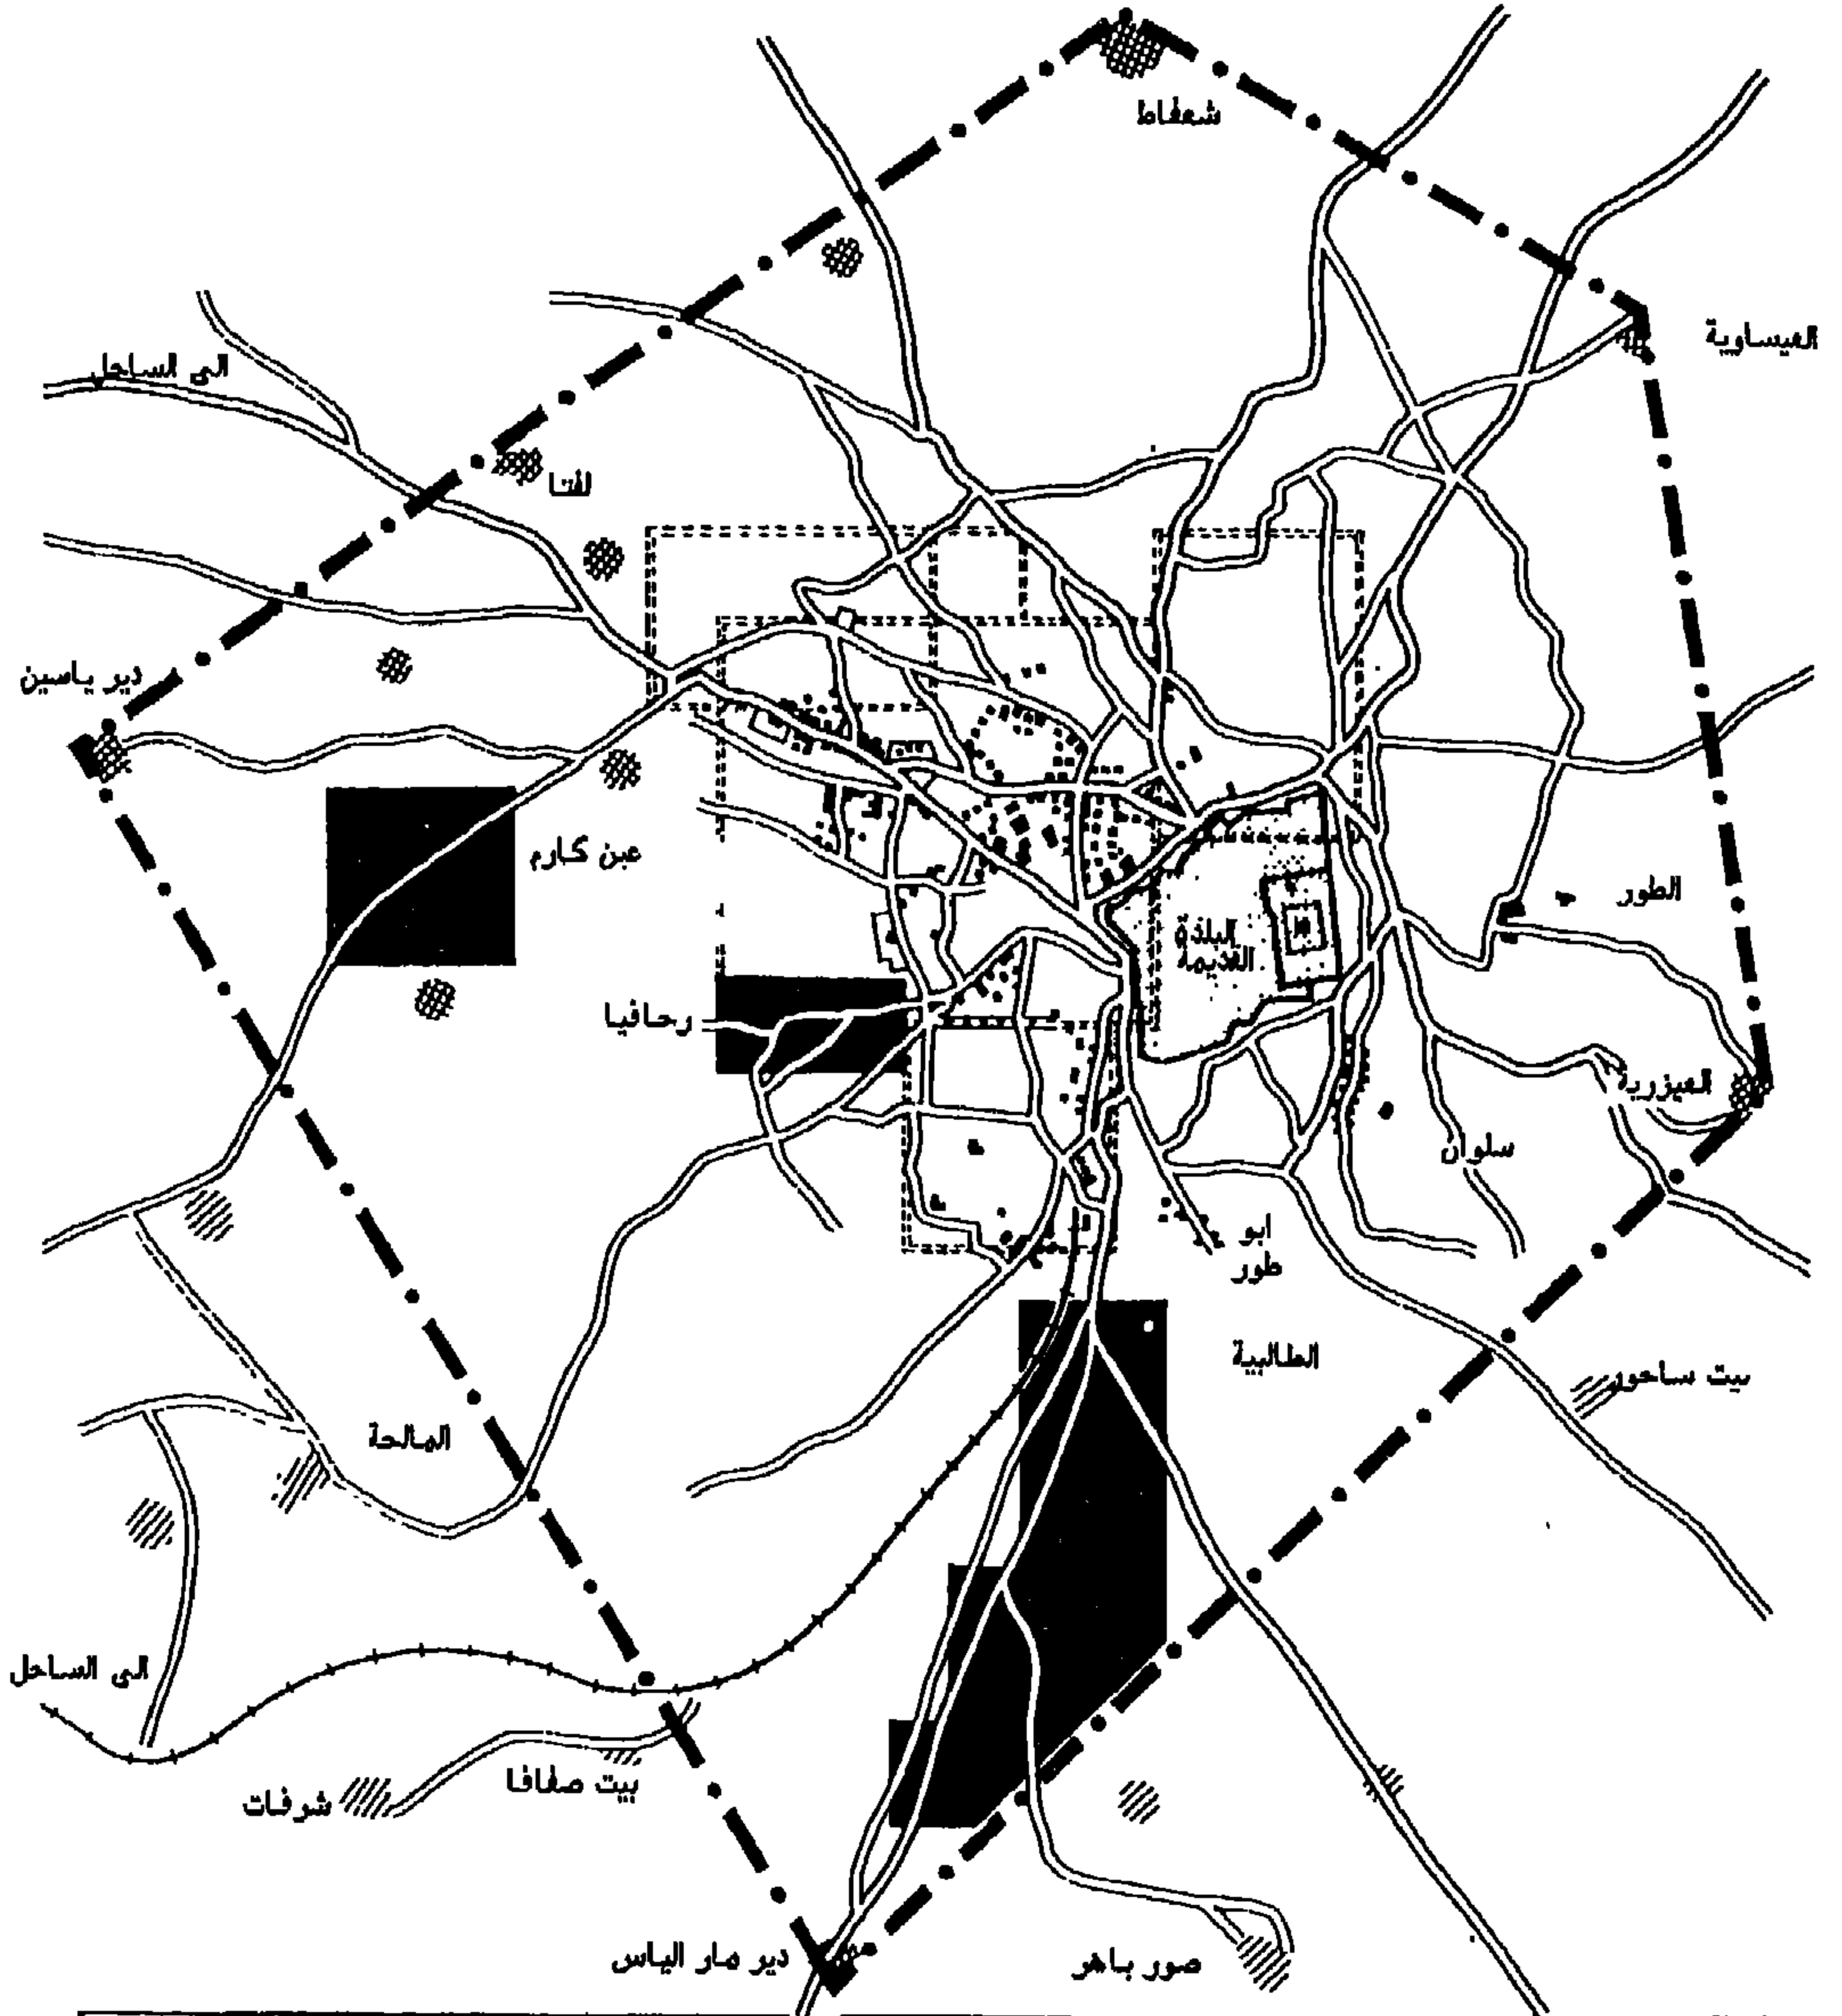 شعفاط
العيساوية
الى الساحل
لفتا
دير ياسين
عين كارم
الطور
البلدة
القديمة
رحافيا
العيزرية
سلوان
ابو
طور
الطالبية
بيت ساحور
المالحة
الى الساحل
بيت صفافا
شرفات
دير مار الياس
صور باهر